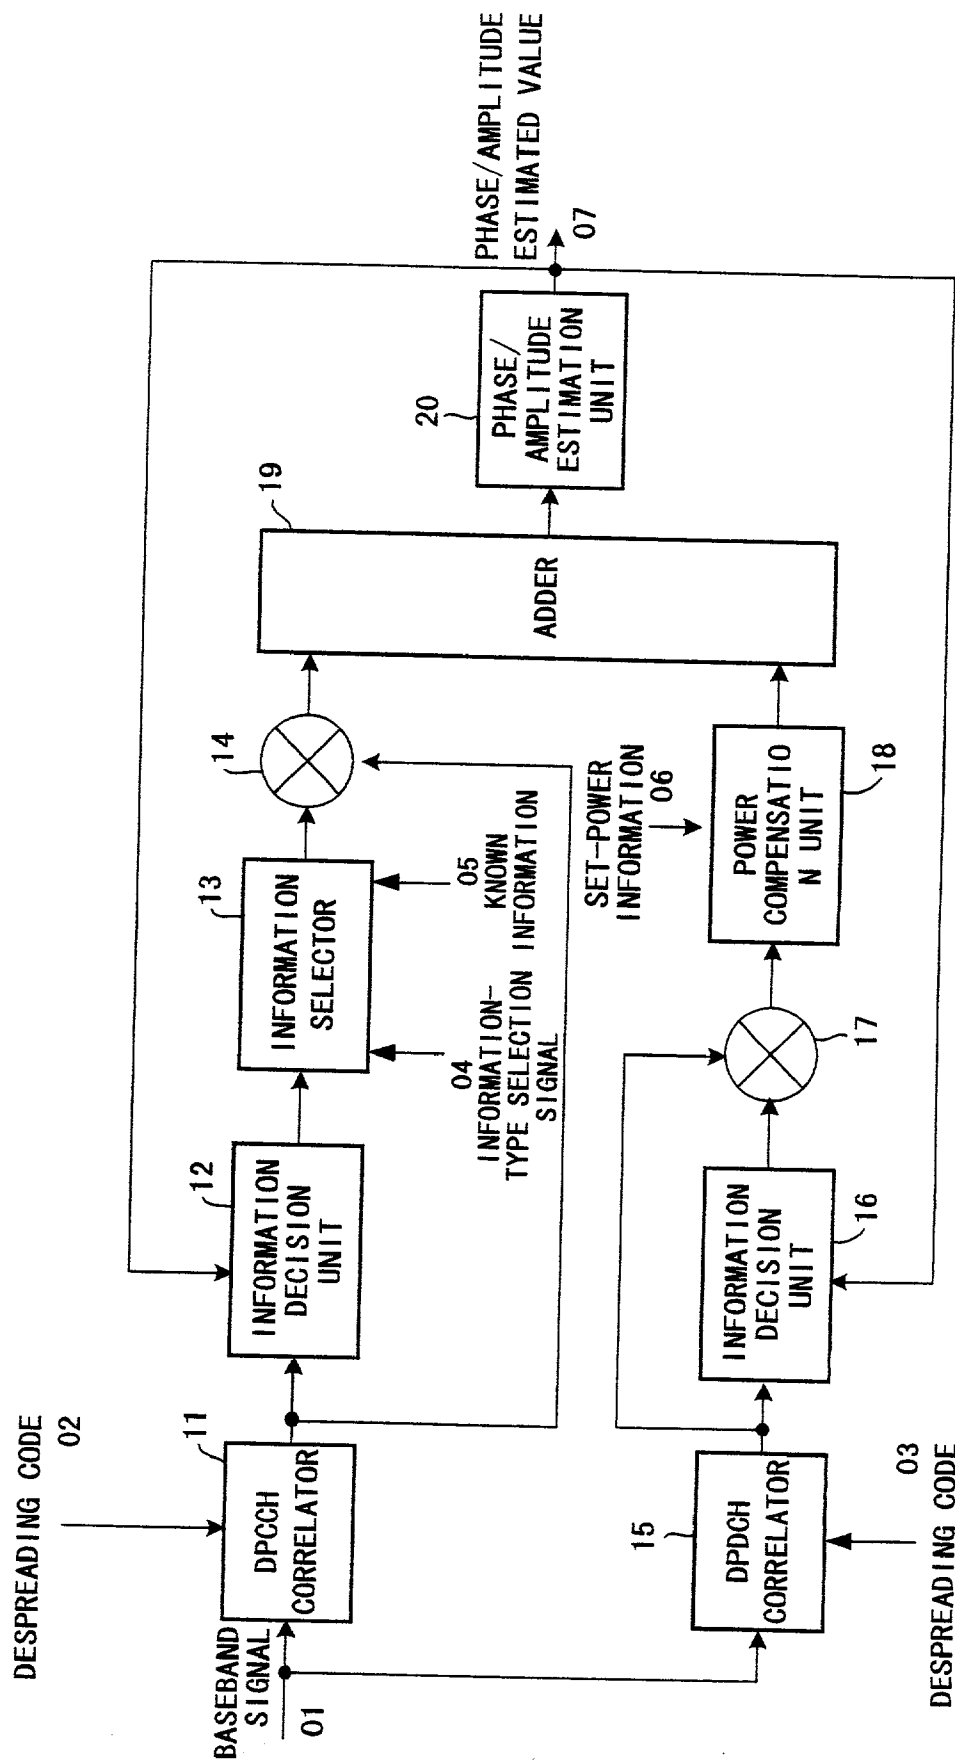 DESPREADING CODE
02
BASEBAND
SIGNAL
01
11
DPCCH
CORRELATOR
12
INFORMATION
DECISION
UNIT
13
INFORMATION
SELECTOR
04
INFORMATION-
TYPE SELECTION
SIGNAL
05
KNOWN
INFORMATION
14
19
ADDER
20
PHASE/
AMPLITUDE
ESTIMATION
UNIT
PHASE/AMPLITUDE
ESTIMATED VALUE
07
15
DPDCH
CORRELATOR
03
DESPREADING CODE
16
INFORMATION
DECISION
UNIT
17
SET-POWER
INFORMATION
06
POWER
COMPENSATIO
N UNIT
18